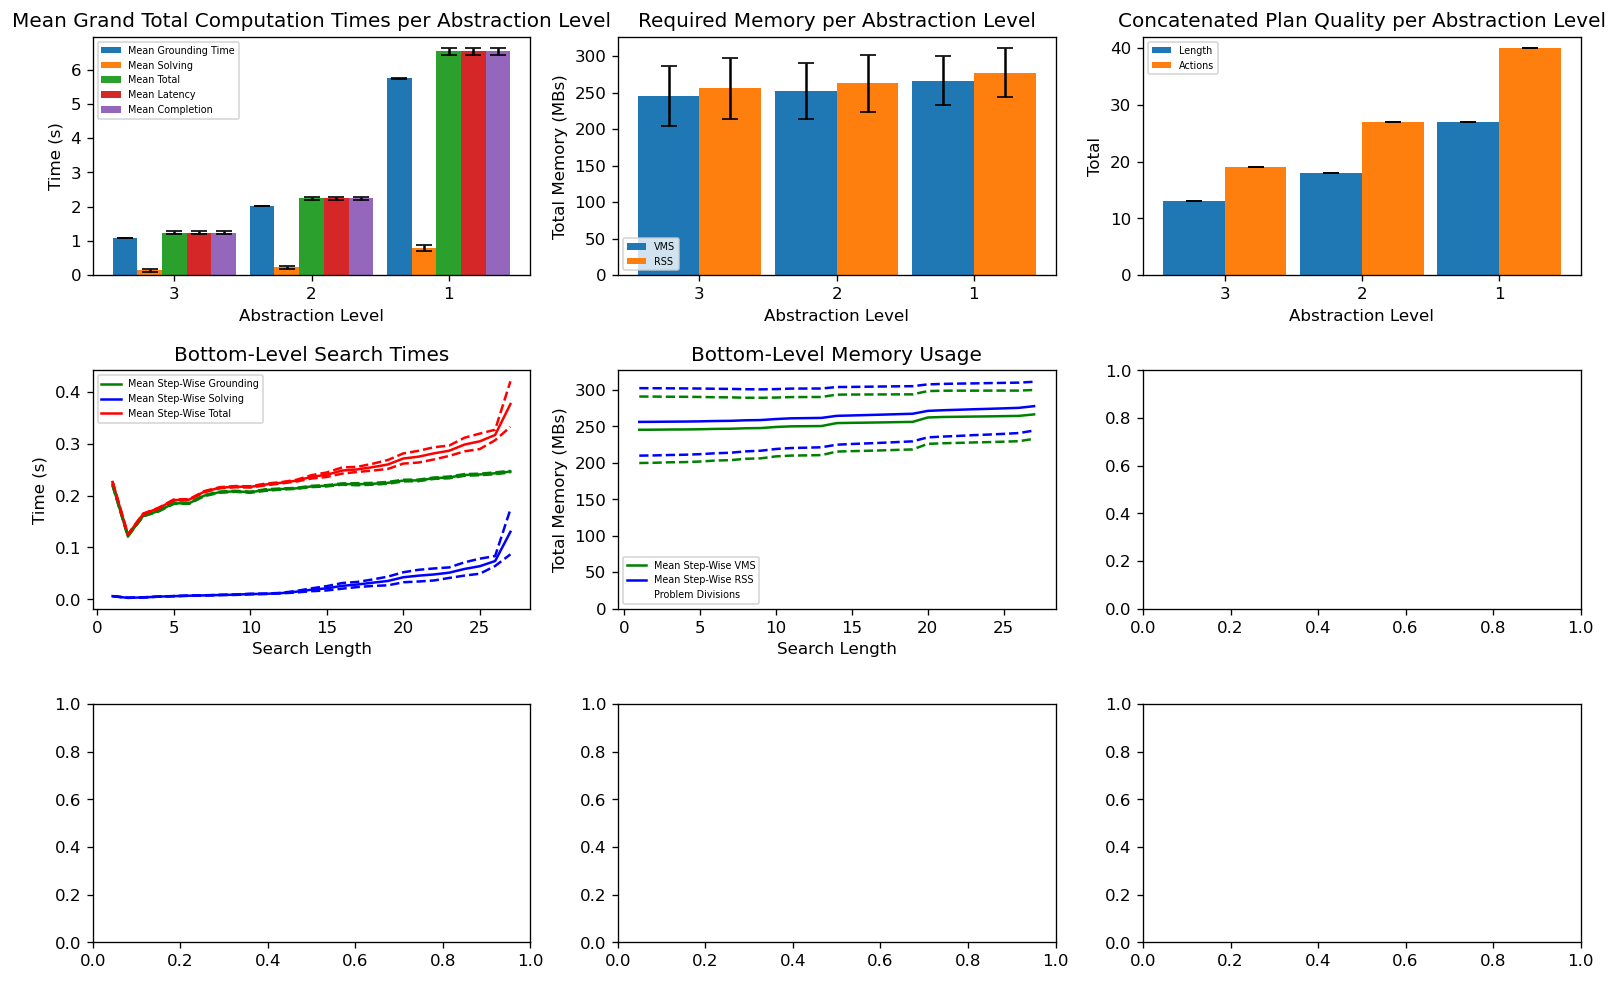 Mean Grand Total Computation Times per Abstraction Level
Time (s)
6
5
4
3
2
1
0
Mean Grounding Time
Mean Solving
Mean Total
Mean Latency
Mean Completion
3 2 1
Abstraction Level
Required Memory per Abstraction Level
Total Memory (MBs)
300
250
200
150
100
50
0
VMS
RSS
3 2 1
Abstraction Level
Concatenated Plan Quality per Abstraction Level
Total
40
30
20
10
0
Length
Actions
3 2 1
Abstraction Level
Bottom-Level Search Times
Time (s)
0.4
0.3
0.2
0.1
0.0
Mean Step-Wise Grounding
Mean Step-Wise Solving
Mean Step-Wise Total
0 5 10 15 20 25
Search Length
Bottom-Level Memory Usage
Total Memory (MBs)
300
250
200
150
100
50
0
Mean Step-Wise VMS
Mean Step-Wise RSS
Problem Divisions
0 5 10 15 20 25
Search Length
1.0
0.8
0.6
0.4
0.2
0.0
0.0 0.2 0.4 0.6 0.8 1.0
1.0
0.8
0.6
0.4
0.2
0.0
0.0 0.2 0.4 0.6 0.8 1.0
1.0
0.8
0.6
0.4
0.2
0.0
0.0 0.2 0.4 0.6 0.8 1.0
1.0
0.8
0.6
0.4
0.2
0.0
0.0 0.2 0.4 0.6 0.8 1.0